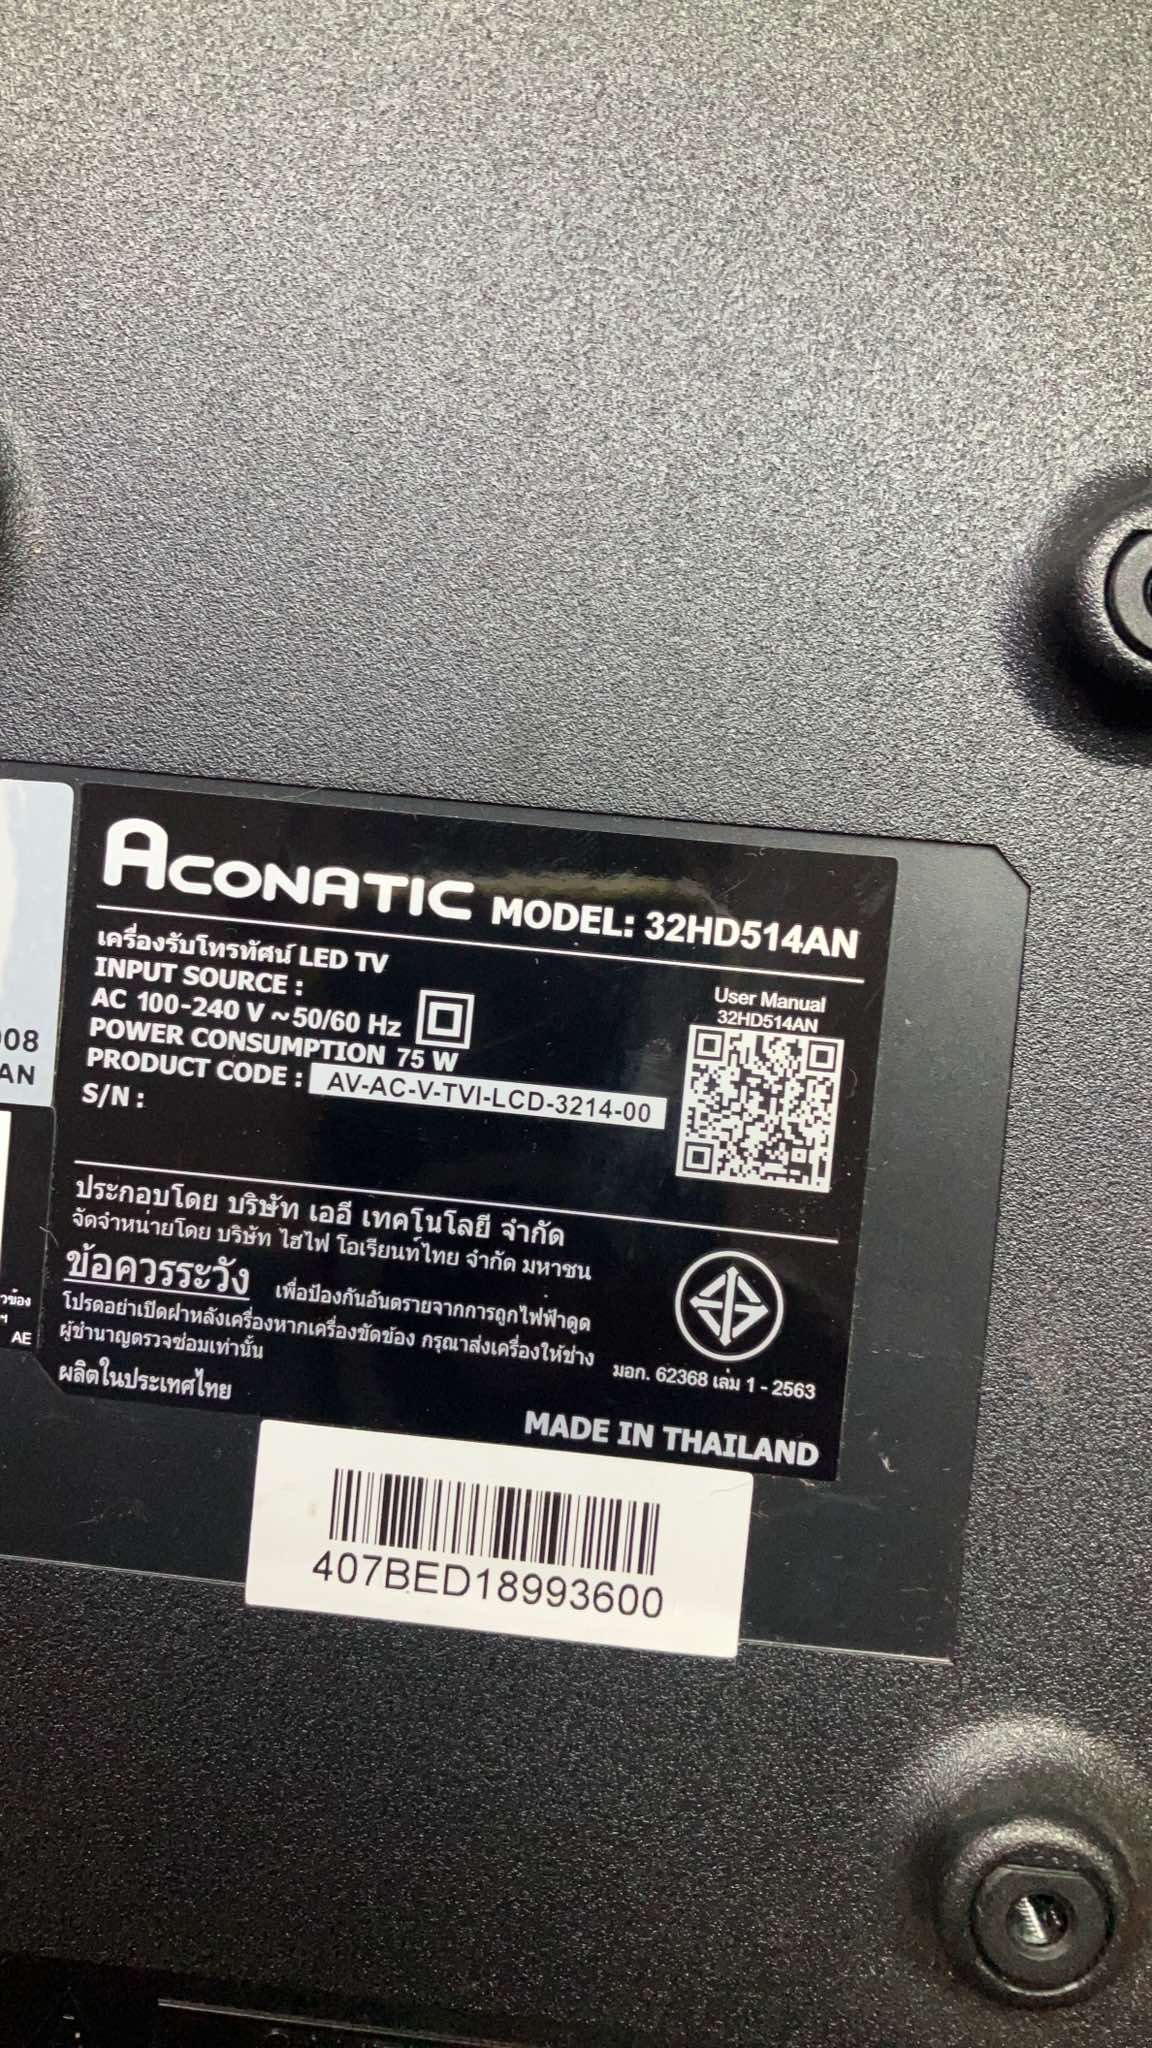 ACONATIC MODEL: 32HD514AN
เครื่องรับโทรทัศน์ LED TV
INPUT SOURCE :
AC 100-240 V ~ 50/60 Hz
POWER CONSUMPTION 75 W
PRODUCT CODE : AV-AC-V-TVI-LCD-3214-00
S/N :
User Manual
32HD514AN
ประกอบโดย บริษัท เออี เทคโนโลยี จำกัด
จัดจำหน่ายโดย บริษัท ไฮไฟ โอเรียนท์ไทย จำกัด มหาชน
ข้อควรระวัง เพื่อป้องกันอันตรายจากการถูกไฟฟ้าดูด
โปรดอย่าเปิดฝาหลังเครื่องหากเครื่องขัดข้อง กรุณาส่งเครื่องให้ช่าง
ผู้ชำนาญตรวจซ่อมเท่านั้น
ผลิตในประเทศไทย
มอก. 62368 เล่ม 1 - 2563
MADE IN THAILAND
407BED18993600
08
AN
AE